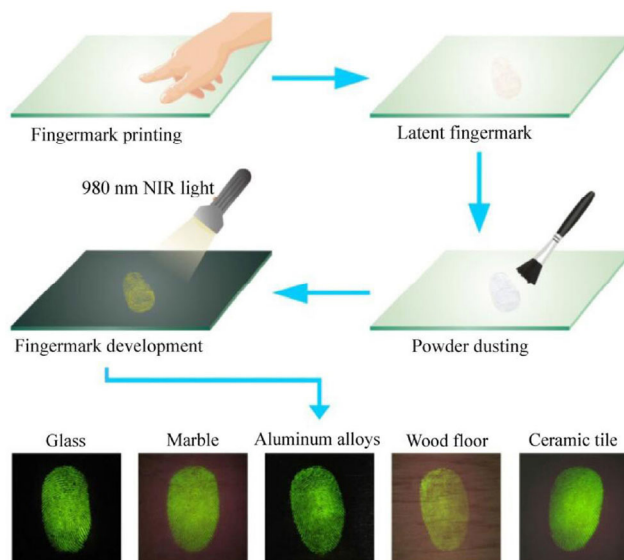 Fingermark printing
Latent fingermark
980 nm NIR light
Fingermark development
Powder dusting
Glass
Marble
Aluminum alloys
Wood floor
Ceramic tile